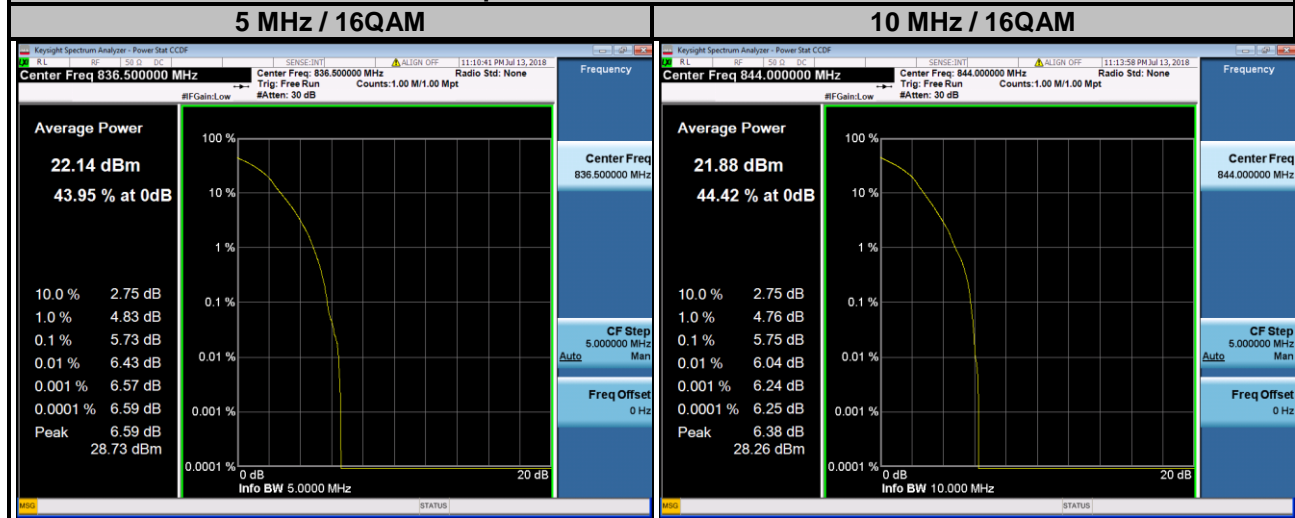 5 MHz / 16QAM
Keysight Spectrum Analyzer - Power Stat CCDF
RL RF 50 Ω DC SENSE:INT ALIGN OFF 11:10:41 PM Jul 13, 2018
Center Freq 836.500000 MHz
Center Freq: 836.500000 MHz Radio Std: None
Trig: Free Run Counts:1.00 M/1.00 Mpt
#IFGain:Low #Atten: 30 dB
Frequency
Average Power
22.14 dBm
43.95 % at 0dB
10.0 % 2.75 dB
1.0 % 4.83 dB
0.1 % 5.73 dB
0.01 % 6.43 dB
0.001 % 6.57 dB
0.0001 % 6.59 dB
Peak 6.59 dB
28.73 dBm
100 %
10 %
1 %
0.1 %
0.01 %
0.001 %
0.0001 %
0 dB 20 dB
Info BW 5.0000 MHz
Center Freq
836.500000 MHz
CF Step
5.000000 MHz
Auto Man
Freq Offset
0 Hz
MSG STATUS
10 MHz / 16QAM
Keysight Spectrum Analyzer - Power Stat CCDF
RL RF 50 Ω DC SENSE:INT ALIGN OFF 11:13:58 PM Jul 13, 2018
Center Freq 844.000000 MHz
Center Freq: 844.000000 MHz Radio Std: None
Trig: Free Run Counts:1.00 M/1.00 Mpt
#IFGain:Low #Atten: 30 dB
Frequency
Average Power
21.88 dBm
44.42 % at 0dB
10.0 % 2.75 dB
1.0 % 4.76 dB
0.1 % 5.75 dB
0.01 % 6.04 dB
0.001 % 6.24 dB
0.0001 % 6.25 dB
Peak 6.38 dB
28.26 dBm
100 %
10 %
1 %
0.1 %
0.01 %
0.001 %
0.0001 %
0 dB 20 dB
Info BW 10.000 MHz
Center Freq
844.000000 MHz
CF Step
5.000000 MHz
Auto Man
Freq Offset
0 Hz
MSG STATUS